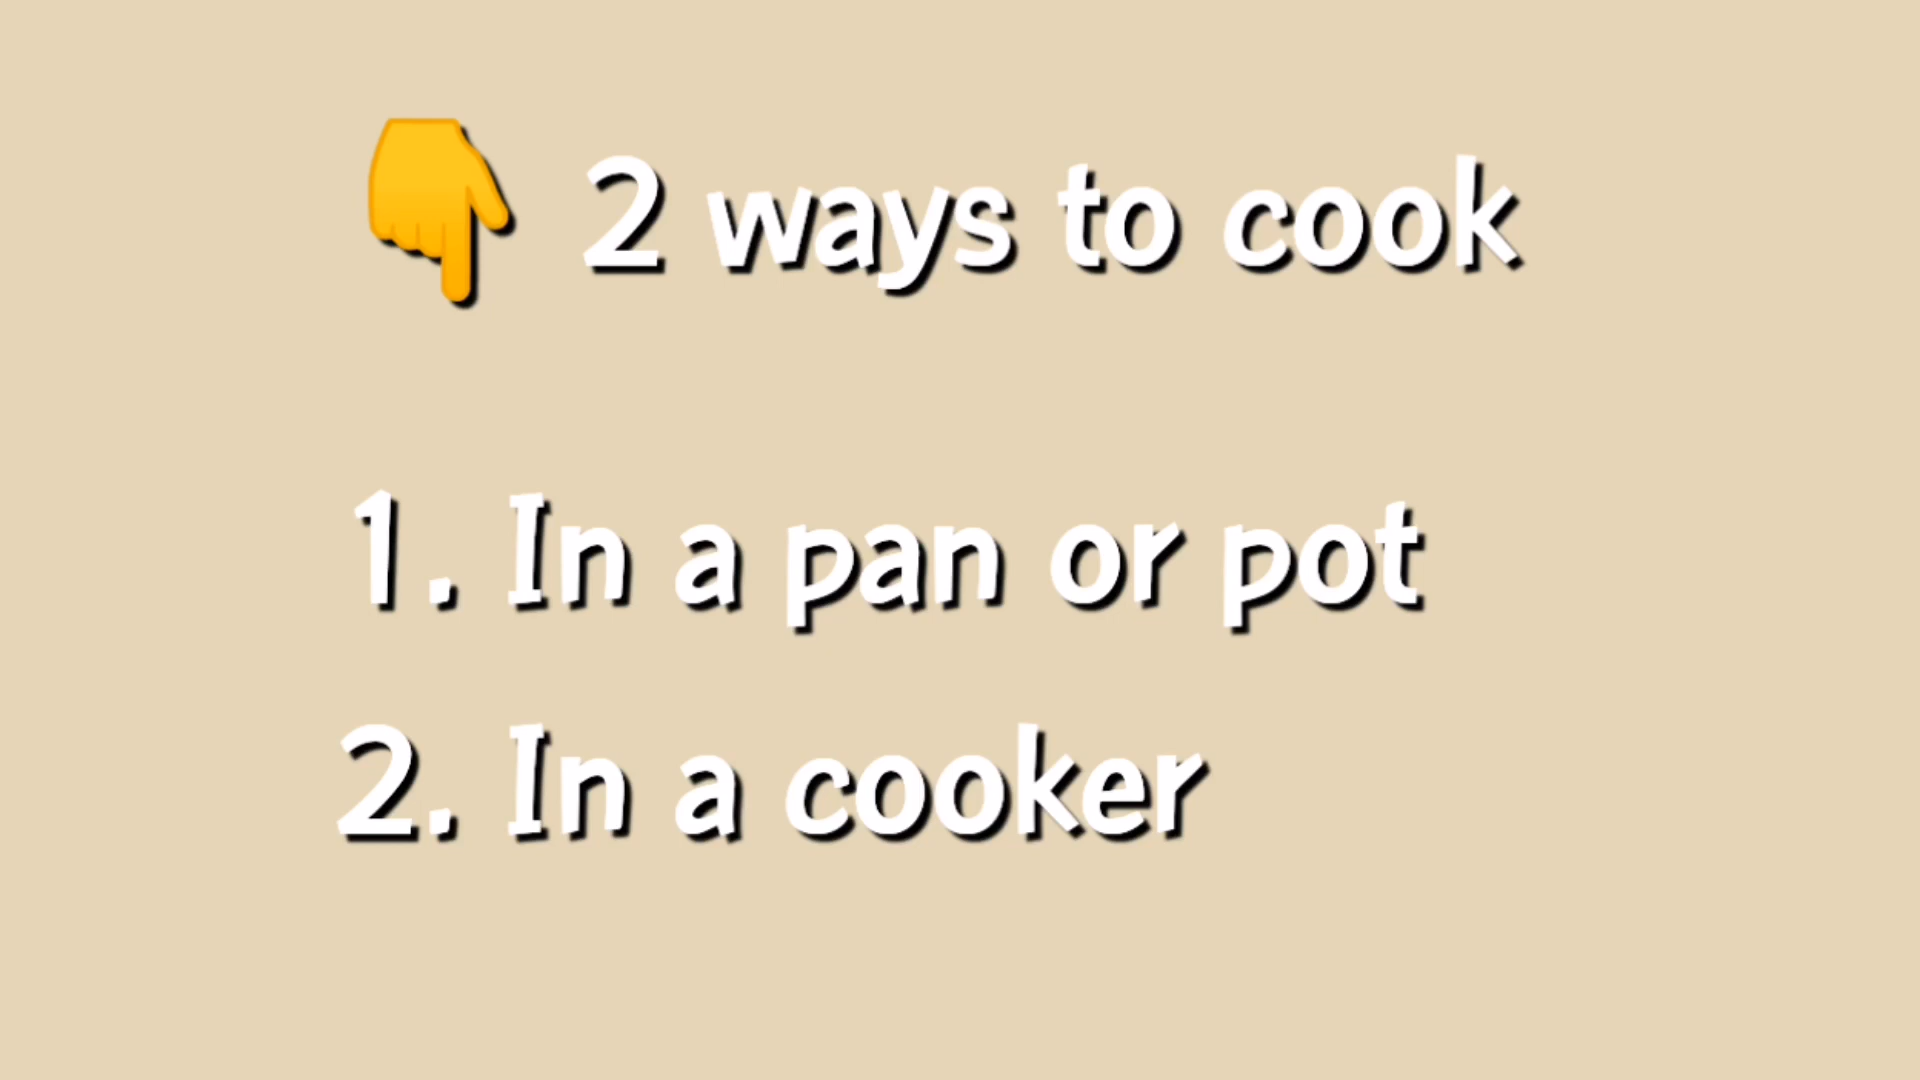 👇 2 ways to cook
1. In a pan or pot
2. In a cooker